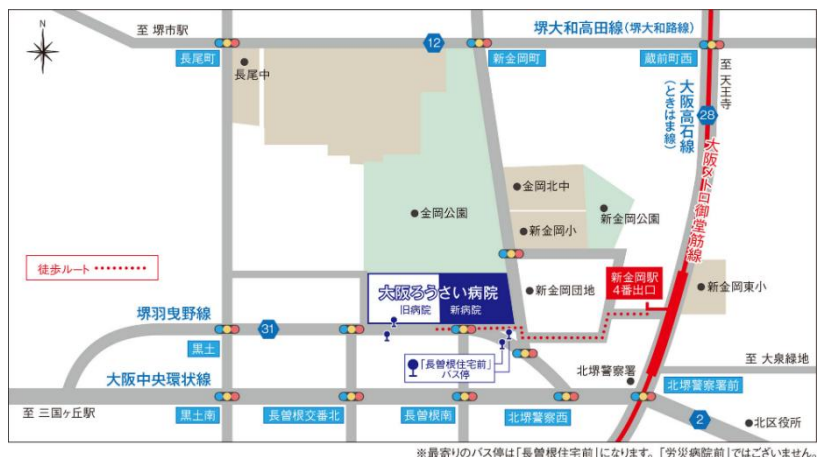 N
至 堺市駅
12
堺大和高田線(堺大和路線)
長尾町
新金岡町
蔵前町西
長尾中
至 天王寺
大阪高石線
(ときはま線)
28
大阪メトロ御堂筋線
金岡北中
金岡公園
新金岡小
新金岡公園
徒歩ルート
新金岡駅
4番出口
大阪ろうさい病院
旧病院
新病院
新金岡団地
新金岡東小
堺羽曳野線
31
黒土
「長曽根住宅前」
バス停
至 大泉緑地
大阪中央環状線
北堺警察署
北堺警察署前
至 三国ヶ丘駅
黒土南
長曽根交番北
長曽根南
北堺警察西
2
北区役所
※最寄りのバス停は「長曽根住宅前」になります。「労災病院前」ではございません。